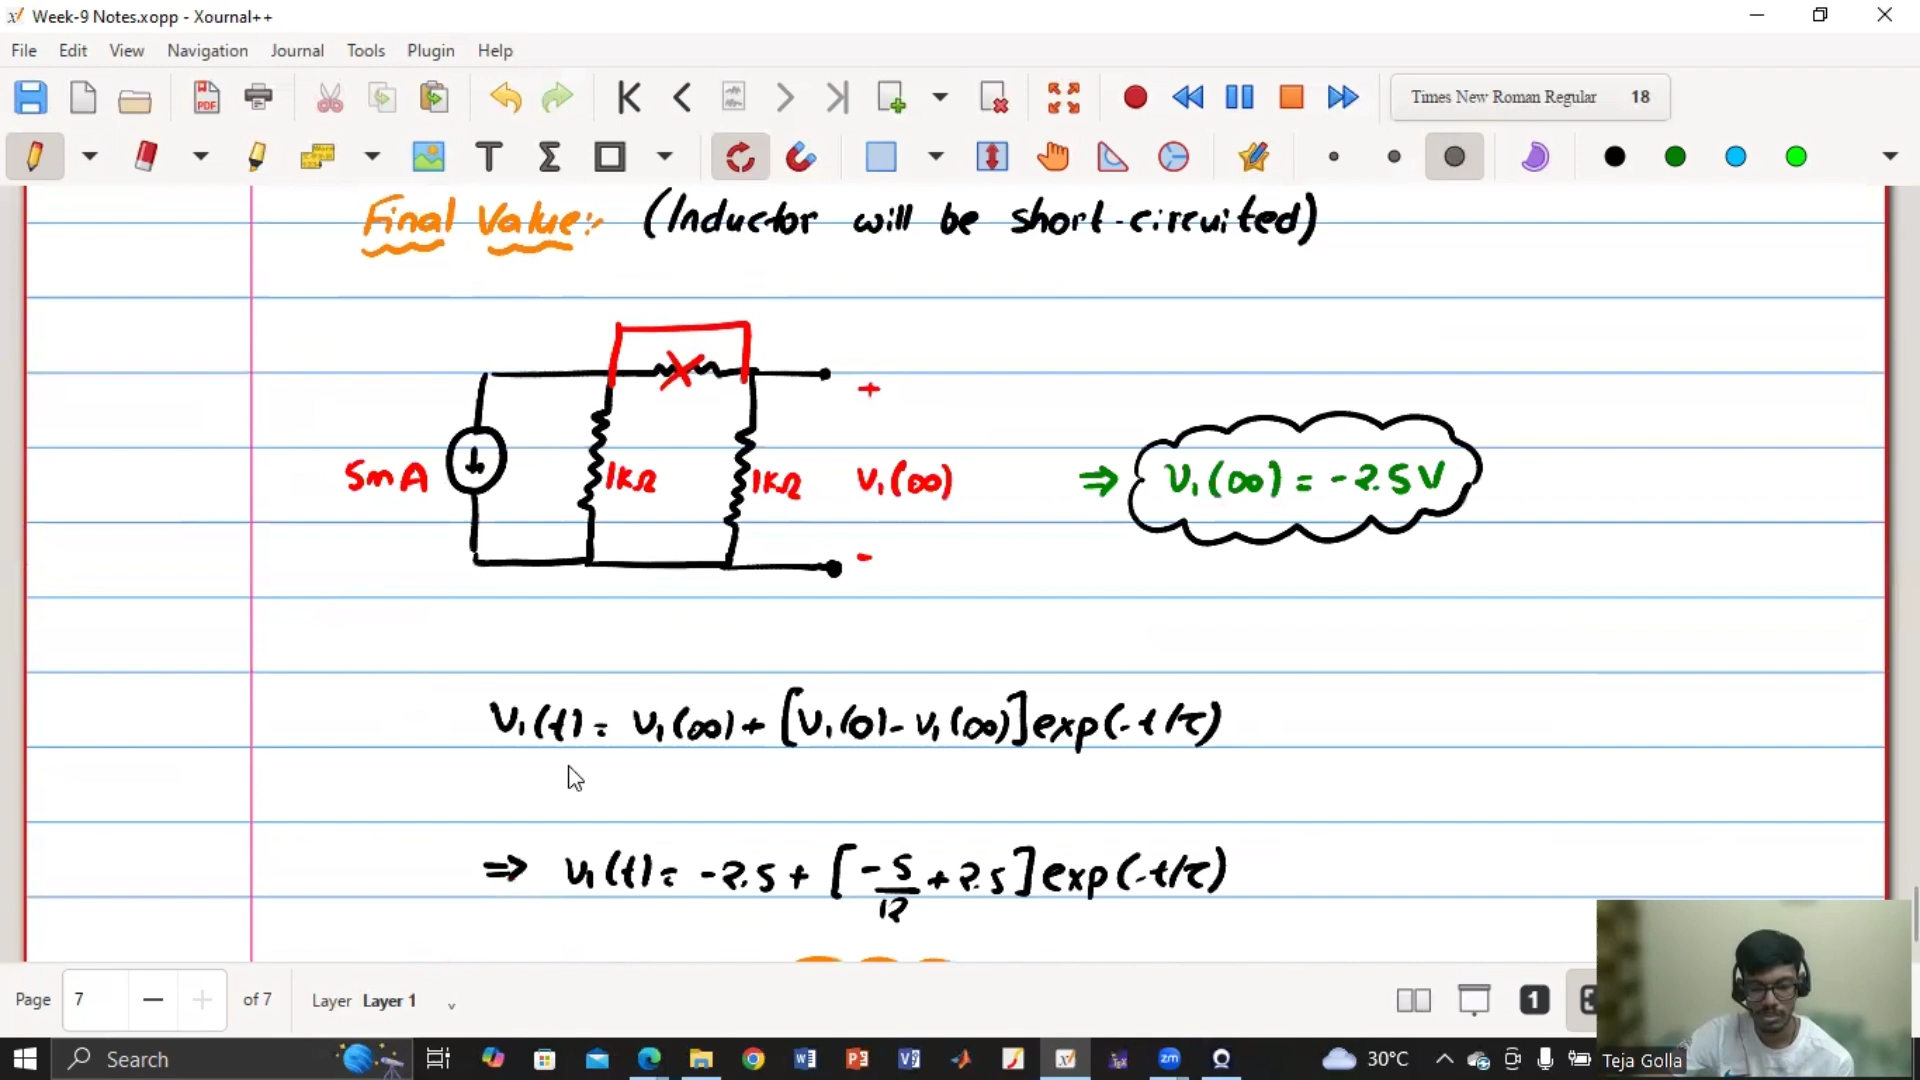 Week-9 Notes.xopp - Xournal++
File Edit View Navigation Journal Tools Plugin Help
PDF
Times New Roman Regular 18
T Σ
Final Value:- (Inductor will be short-circuited)
5mA 1KΩ 1KΩ + V₁(∞) -
⇒ V₁(∞) = -2.5V
V₁(t) = V₁(∞) + [V₁(0) - V₁(∞)] exp(-t/τ)
⇒ V₁(t) = -2.5 + [-5/12 + 2.5] exp(-t/τ)
Page 7 of 7 Layer Layer 1
1
Search
zm
30°C
Teja Golla